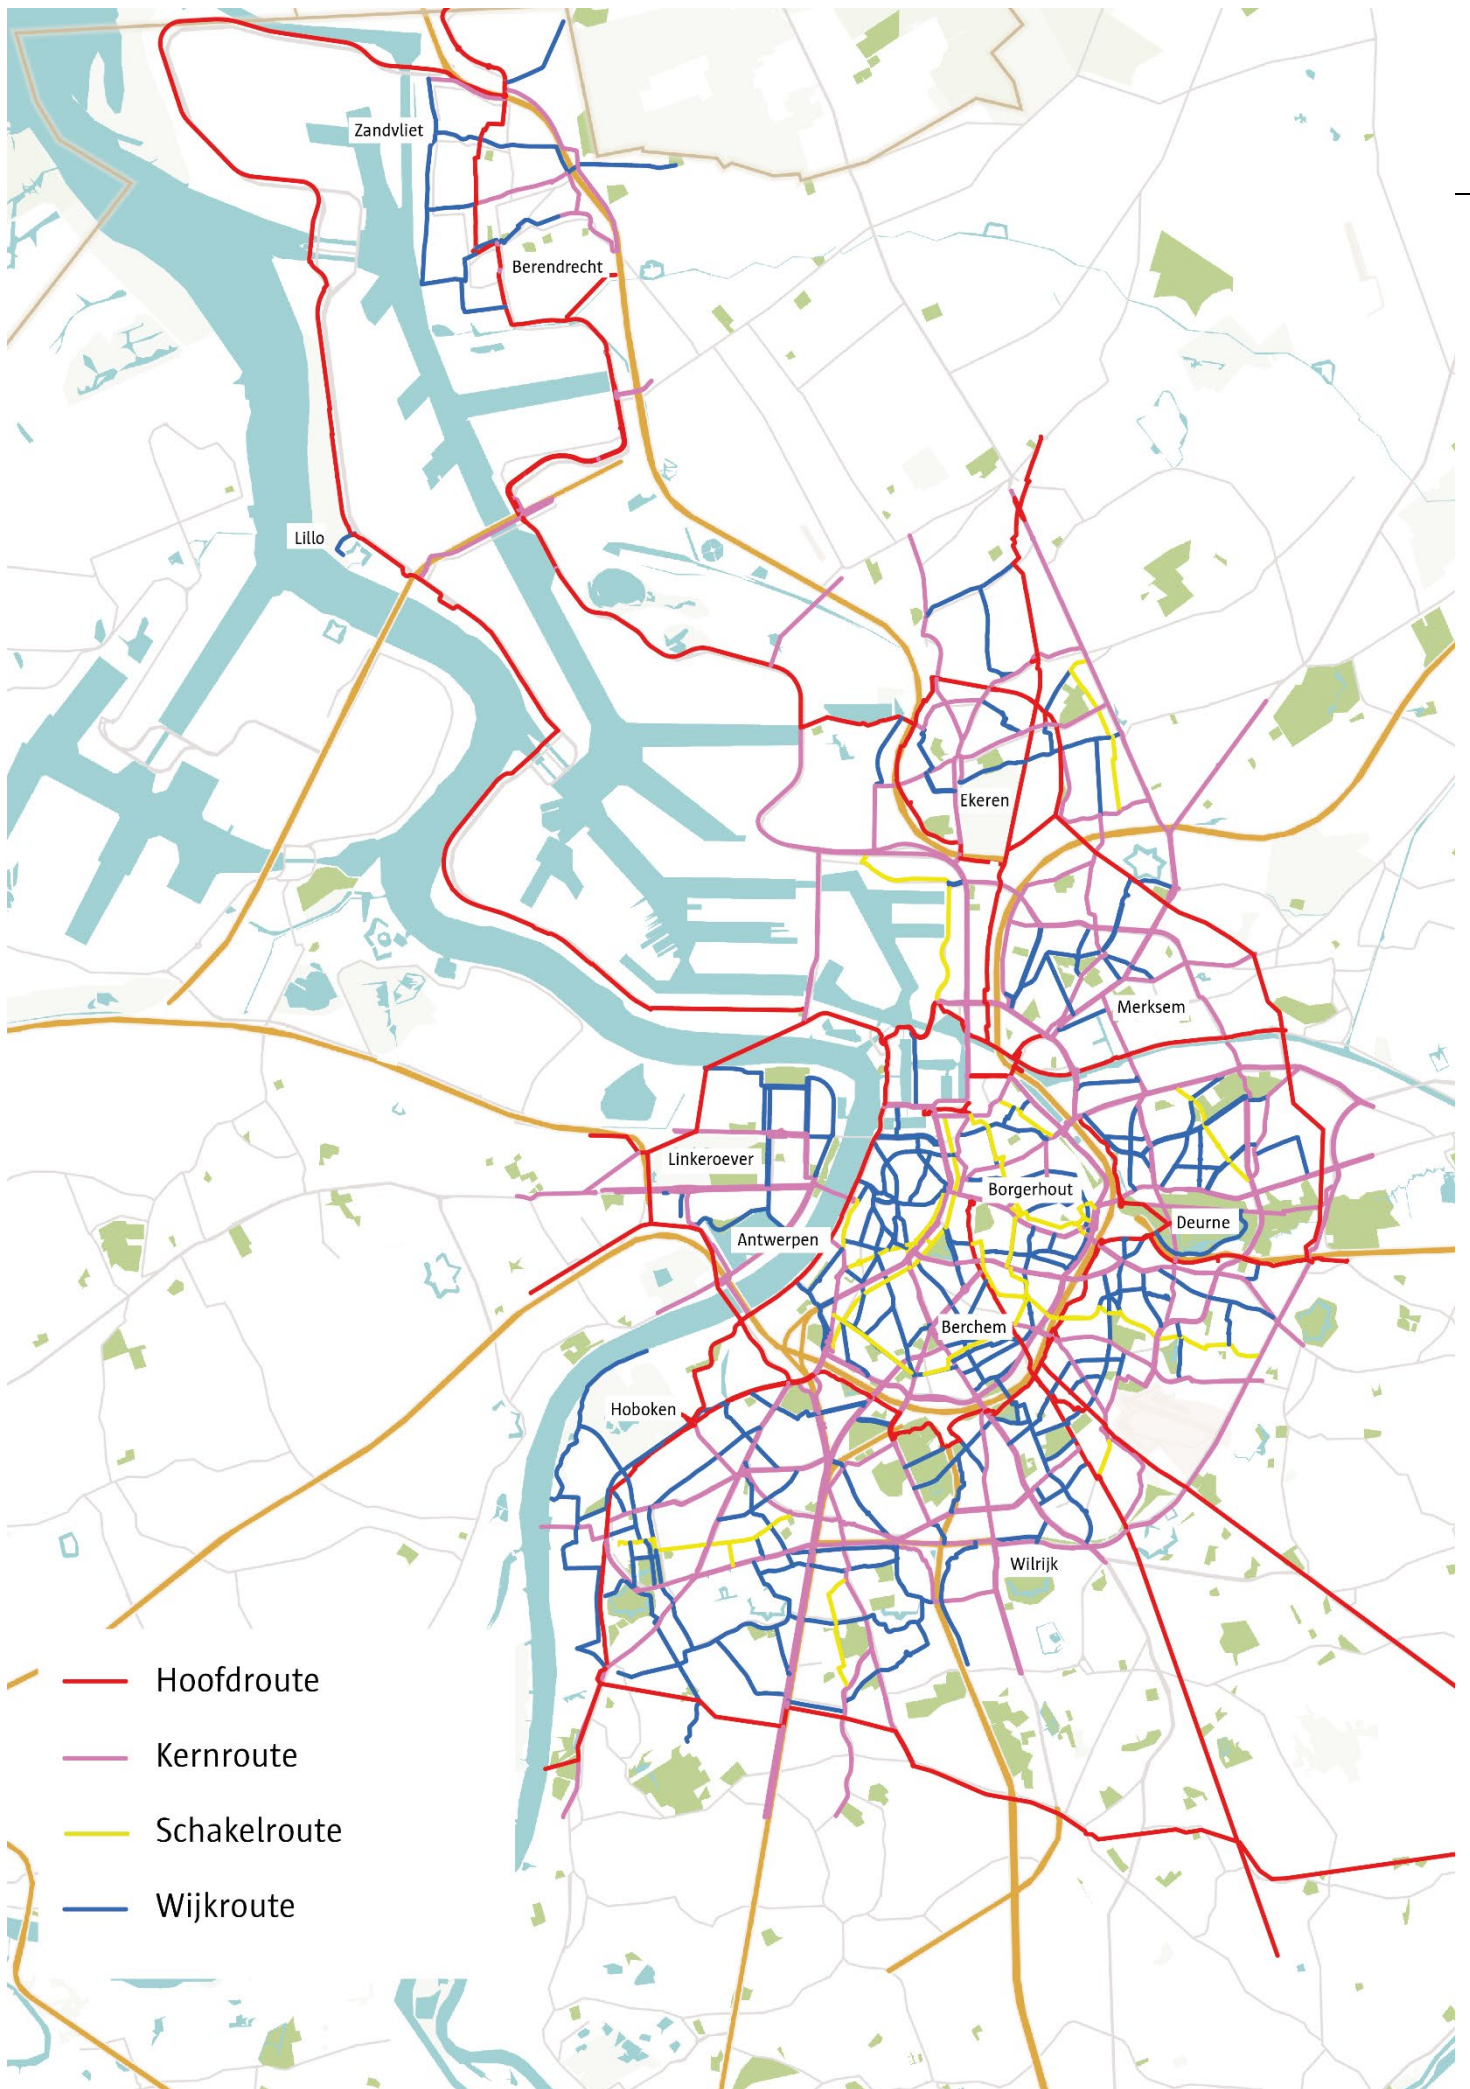 Zandvliet
Berendrecht
Lillo
Ekeren
Merksem
Linkeroever
Borgerhout
Deurne
Antwerpen
Berchem
Hoboken
Wilrijk
Hoofdroute
Kernroute
Schakelroute
Wijkroute